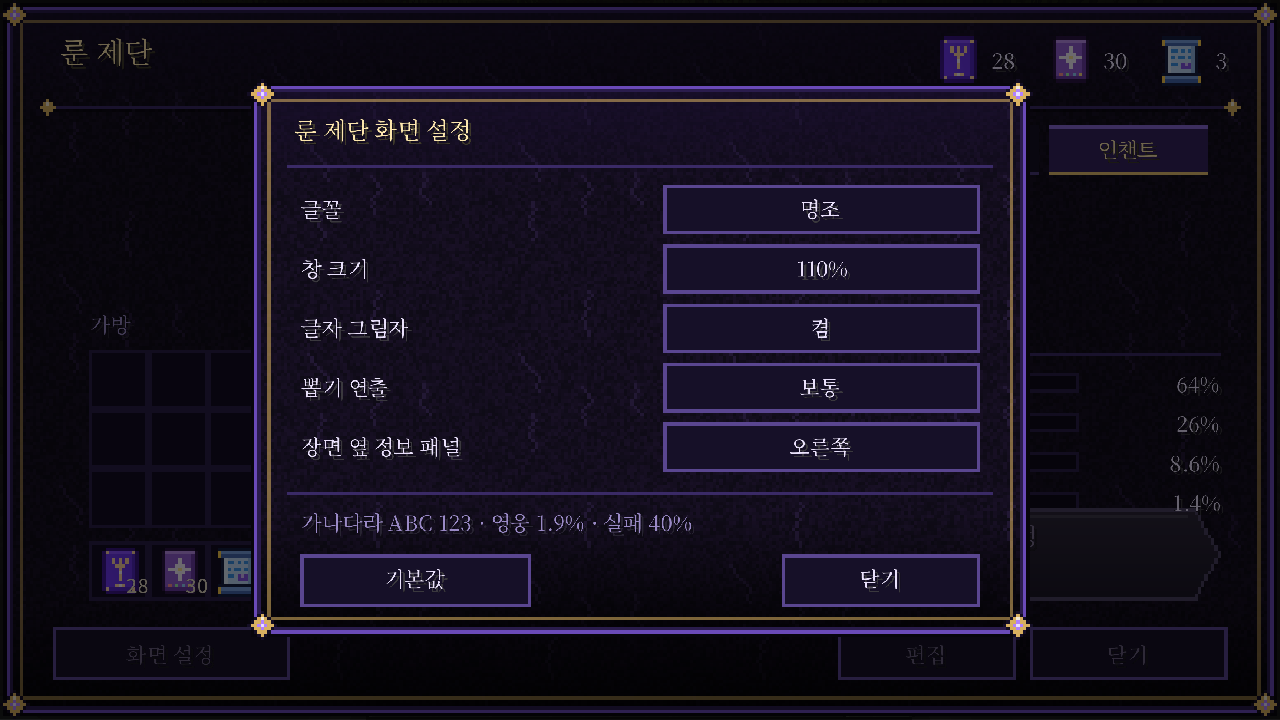 룬 제단
28
30
3
룬 제단 화면 설정
인챈트
글꼴
명조
창 크기
110%
글자 그림자
켬
가방
뽑기 연출
보통
64%
26%
장면 옆 정보 패널
오른쪽
8.6%
1.4%
가나다라 ABC 123 · 영웅 1.9% · 실패 40%
28
30
기본값
닫기
화면 설정
편집
닫기